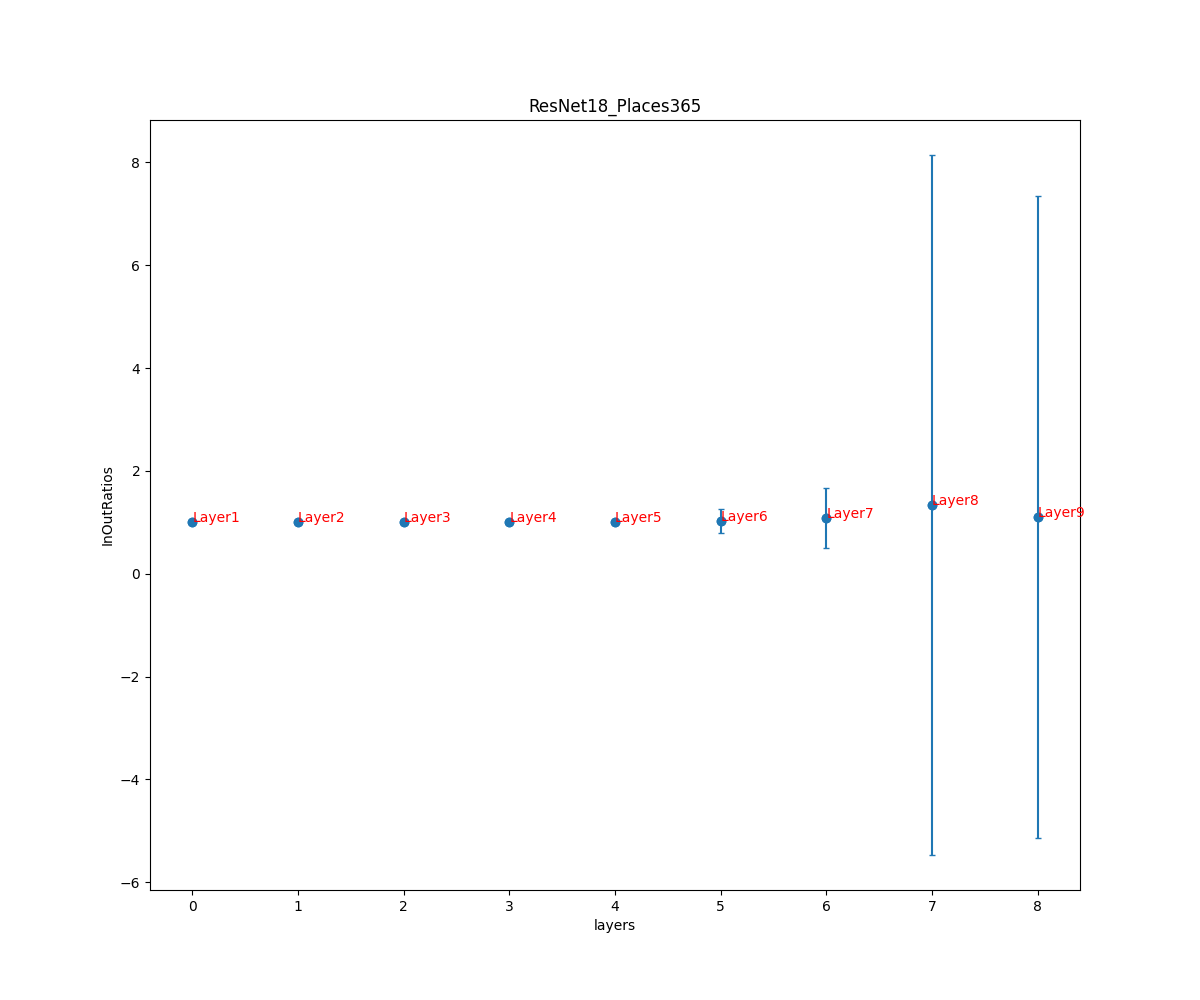 ResNet18_Places365
8
6
4
2
0
−2
−4
−6
InOutRatios
Layer1
Layer2
Layer3
Layer4
Layer5
Layer6
Layer7
Layer8
Layer9
0 1 2 3 4 5 6 7 8
layers